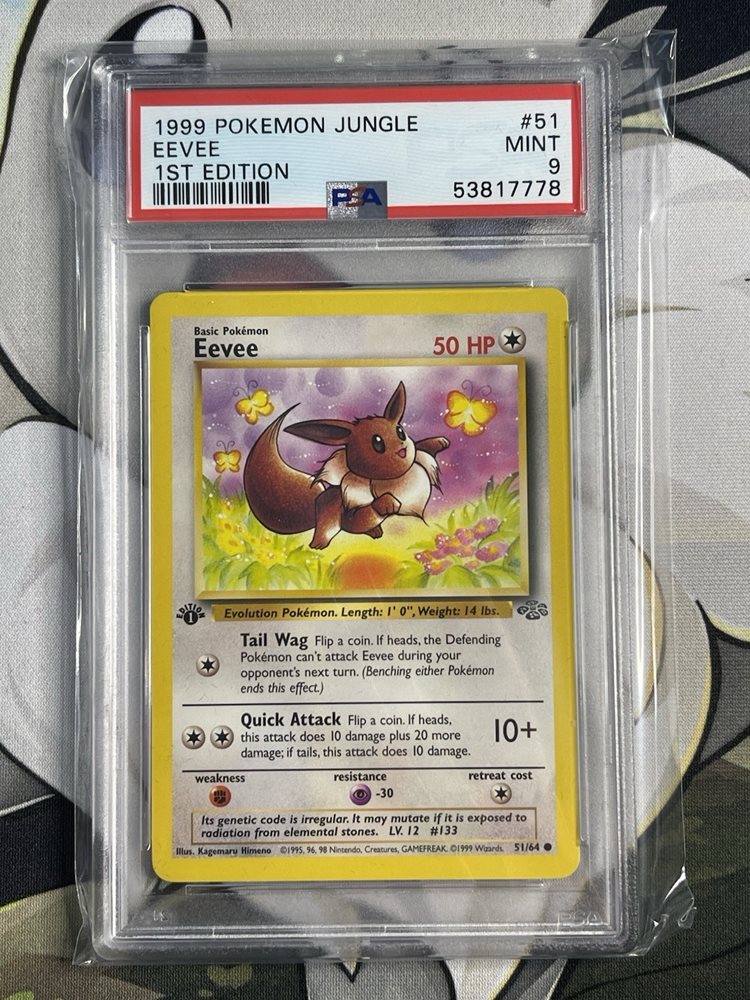 1999 POKEMON JUNGLE #51
EEVEE MINT
1ST EDITION 9
PSA 53817778
Basic Pokémon
Eevee 50 HP
EDITION 1
Evolution Pokémon. Length: 1' 0", Weight: 14 lbs.
Tail Wag Flip a coin. If heads, the Defending
Pokémon can't attack Eevee during your
opponent's next turn. (Benching either Pokémon
ends this effect.)
Quick Attack Flip a coin. If heads,
this attack does 10 damage plus 20 more
damage; if tails, this attack does 10 damage.
10+
weakness resistance retreat cost
-30
Its genetic code is irregular. It may mutate if it is exposed to
radiation from elemental stones. LV. 12 #133
Illus. Kagemaru Himeno ©1995, 96, 98 Nintendo, Creatures, GAMEFREAK. ©1999 Wizards. 51/64
PSA